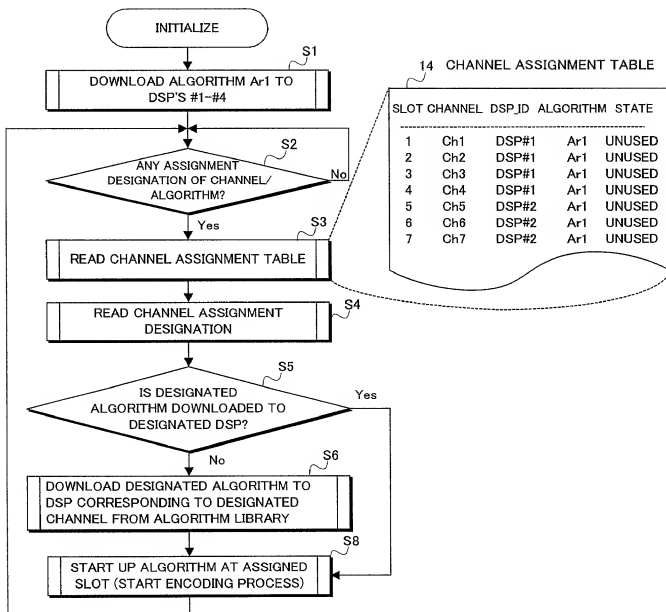 INITIALIZE
S1
DOWNLOAD ALGORITHM Ar1 TO
DSP'S #1-#4
S2
ANY ASSIGNMENT
DESIGNATION OF CHANNEL/
ALGORITHM?
No
Yes
S3
READ CHANNEL ASSIGNMENT TABLE
S4
READ CHANNEL ASSIGNMENT
DESIGNATION
S5
IS DESIGNATED
ALGORITHM DOWNLOADED TO
DESIGNATED DSP?
Yes
No
S6
DOWNLOAD DESIGNATED ALGORITHM TO
DSP CORRESPONDING TO DESIGNATED
CHANNEL FROM ALGORITHM LIBRARY
S8
START UP ALGORITHM AT ASSIGNED
SLOT (START ENCODING PROCESS)
14 CHANNEL ASSIGNMENT TABLE
SLOT CHANNEL DSP_ID ALGORITHM STATE
1 Ch1 DSP#1 Ar1 UNUSED
2 Ch2 DSP#1 Ar1 UNUSED
3 Ch3 DSP#1 Ar1 UNUSED
4 Ch4 DSP#1 Ar1 UNUSED
5 Ch5 DSP#2 Ar1 UNUSED
6 Ch6 DSP#2 Ar1 UNUSED
7 Ch7 DSP#2 Ar1 UNUSED